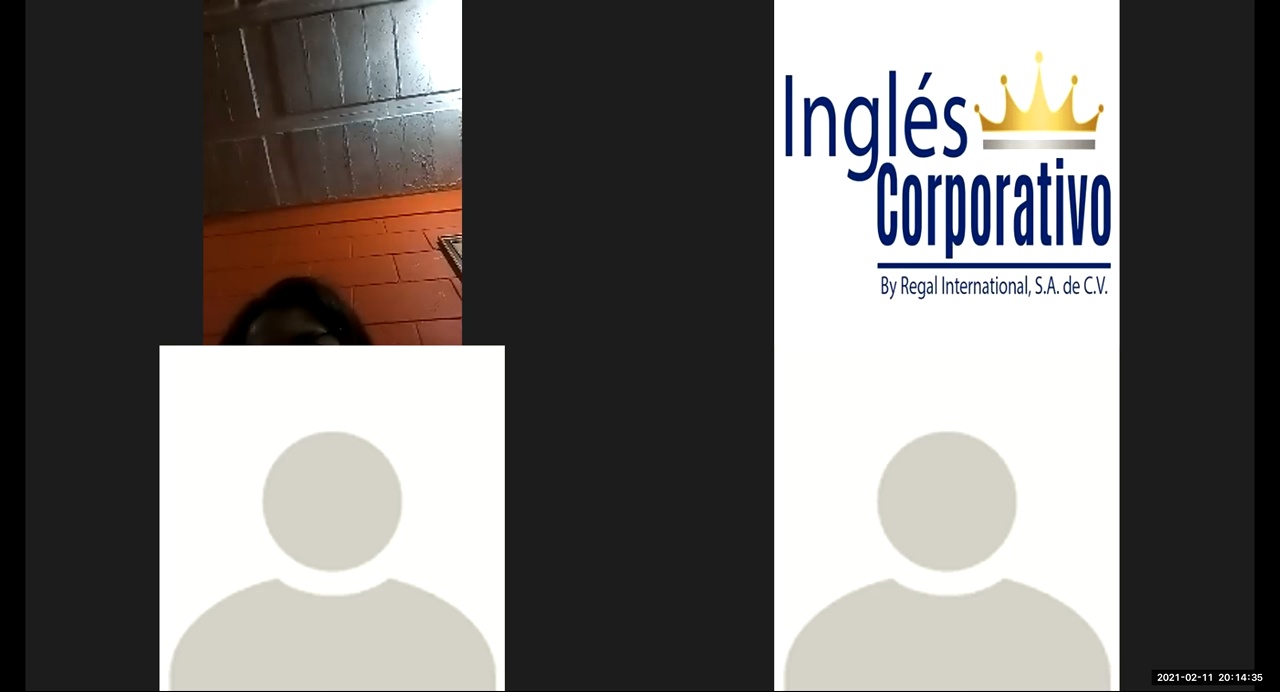 Inglés
Corporativo
By Regal International, S.A. de C.V.
2021-02-11 20:14:35